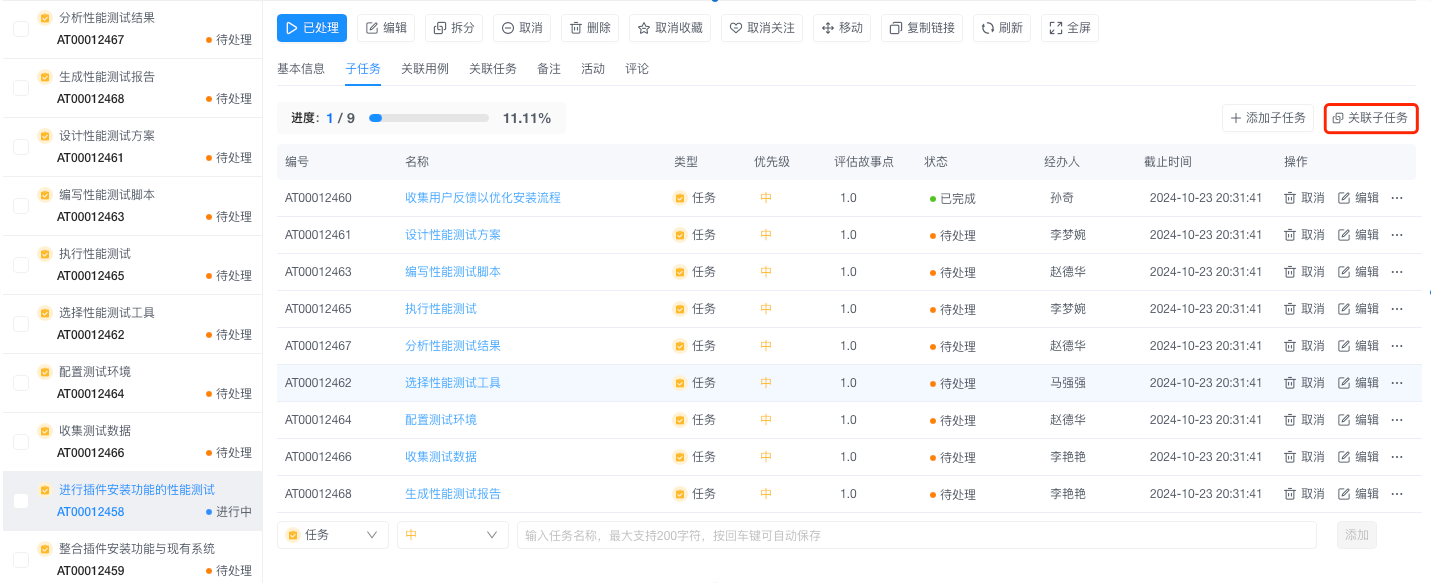 分析性能测试结果
AT00012467 待处理
生成性能测试报告
AT00012468 待处理
设计性能测试方案
AT00012461 待处理
编写性能测试脚本
AT00012463 待处理
执行性能测试
AT00012465 待处理
选择性能测试工具
AT00012462 待处理
配置测试环境
AT00012464 待处理
收集测试数据
AT00012466 待处理
进行插件安装功能的性能测试
AT00012458 进行中
整合插件安装功能与现有系统
AT00012459 待处理
已处理 编辑 拆分 取消 删除 取消收藏 取消关注 移动 复制链接 刷新 全屏
基本信息 子任务 关联用例 关联任务 备注 活动 评论
进度: 1 / 9 11.11% 添加子任务 关联子任务
编号 名称 类型 优先级 评估故事点 状态 经办人 截止时间 操作
AT00012460 收集用户反馈以优化安装流程 任务 中 1.0 已完成 孙奇 2024-10-23 20:31:41 取消 编辑 ...
AT00012461 设计性能测试方案 任务 中 1.0 待处理 李梦婉 2024-10-23 20:31:41 取消 编辑 ...
AT00012463 编写性能测试脚本 任务 中 1.0 待处理 赵德华 2024-10-23 20:31:41 取消 编辑 ...
AT00012465 执行性能测试 任务 中 1.0 待处理 李梦婉 2024-10-23 20:31:41 取消 编辑 ...
AT00012467 分析性能测试结果 任务 中 1.0 待处理 赵德华 2024-10-23 20:31:41 取消 编辑 ...
AT00012462 选择性能测试工具 任务 中 1.0 待处理 马强强 2024-10-23 20:31:41 取消 编辑 ...
AT00012464 配置测试环境 任务 中 1.0 待处理 赵德华 2024-10-23 20:31:41 取消 编辑 ...
AT00012466 收集测试数据 任务 中 1.0 待处理 李艳艳 2024-10-23 20:31:41 取消 编辑 ...
AT00012468 生成性能测试报告 任务 中 1.0 待处理 李艳艳 2024-10-23 20:31:41 取消 编辑 ...
任务 中 输入任务名称，最大支持200字符，按回车键可自动保存 添加